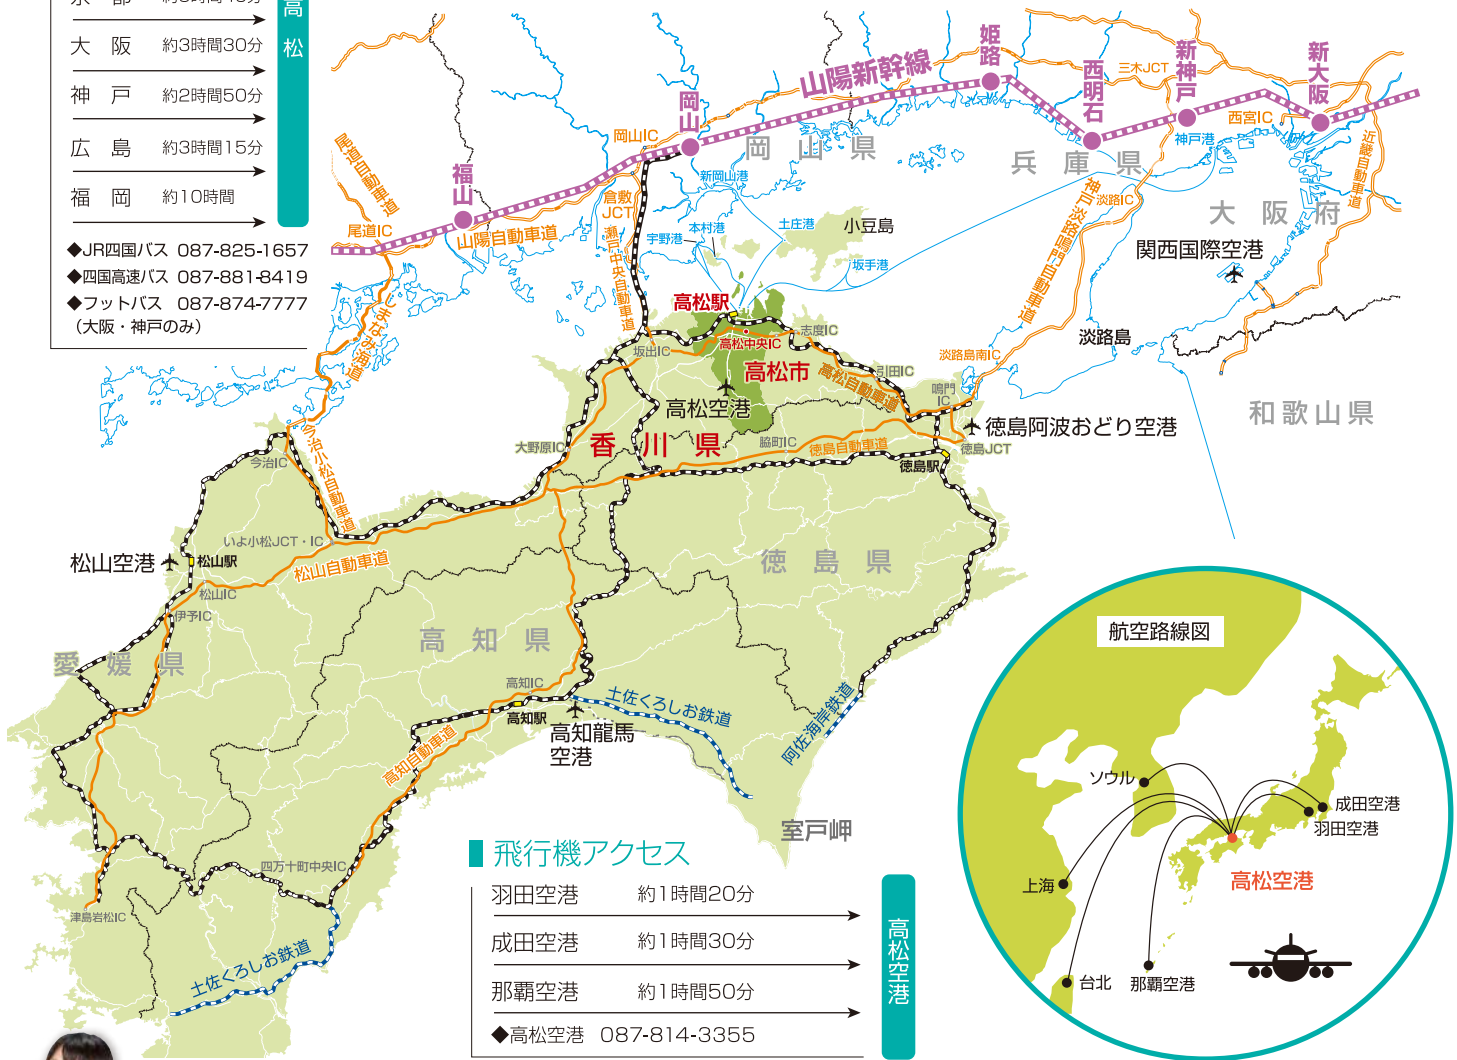 高松
大阪 約3時間30分
神戸 約2時間50分
広島 約3時間15分
福岡 約10時間
◆JR四国バス 087-825-1657
◆四国高速バス 087-881-8419
◆フットバス 087-874-7777
（大阪・神戸のみ）
山陽新幹線
姫路
西明石
新神戸
新大阪
岡山
福山
三木JCT
西宮IC
神戸港
近畿自動車道
岡山IC
岡山県
兵庫県
大阪府
和歌山県
尾道自動車道
尾道IC
山陽自動車道
倉敷JCT
瀬戸中央自動車道
新岡山港
本村港
宇野港
土庄港
小豆島
坂手港
淡路IC
神戸淡路鳴門自動車道
関西国際空港
淡路島
淡路島南IC
しまなみ海道
高松駅
高松中央IC
志度IC
坂出IC
高松市
高松自動車道
引田IC
鳴門IC
高松空港
香川県
大野原IC
脇町IC
徳島自動車道
徳島阿波おどり空港
徳島JCT
徳島駅
今治IC
今治小松自動車道
いよ小松JCT・IC
松山空港
松山駅
松山自動車道
松山IC
伊予IC
徳島県
高知県
愛媛県
高知IC
高知駅
高知自動車道
高知龍馬空港
土佐くろしお鉄道
阿佐海岸鉄道
室戸岬
四万十町中央IC
津島岩松IC
土佐くろしお鉄道
飛行機アクセス
羽田空港 約1時間20分
成田空港 約1時間30分
那覇空港 約1時間50分
◆高松空港 087-814-3355
高松空港
航空路線図
ソウル
成田空港
羽田空港
高松空港
上海
台北
那覇空港